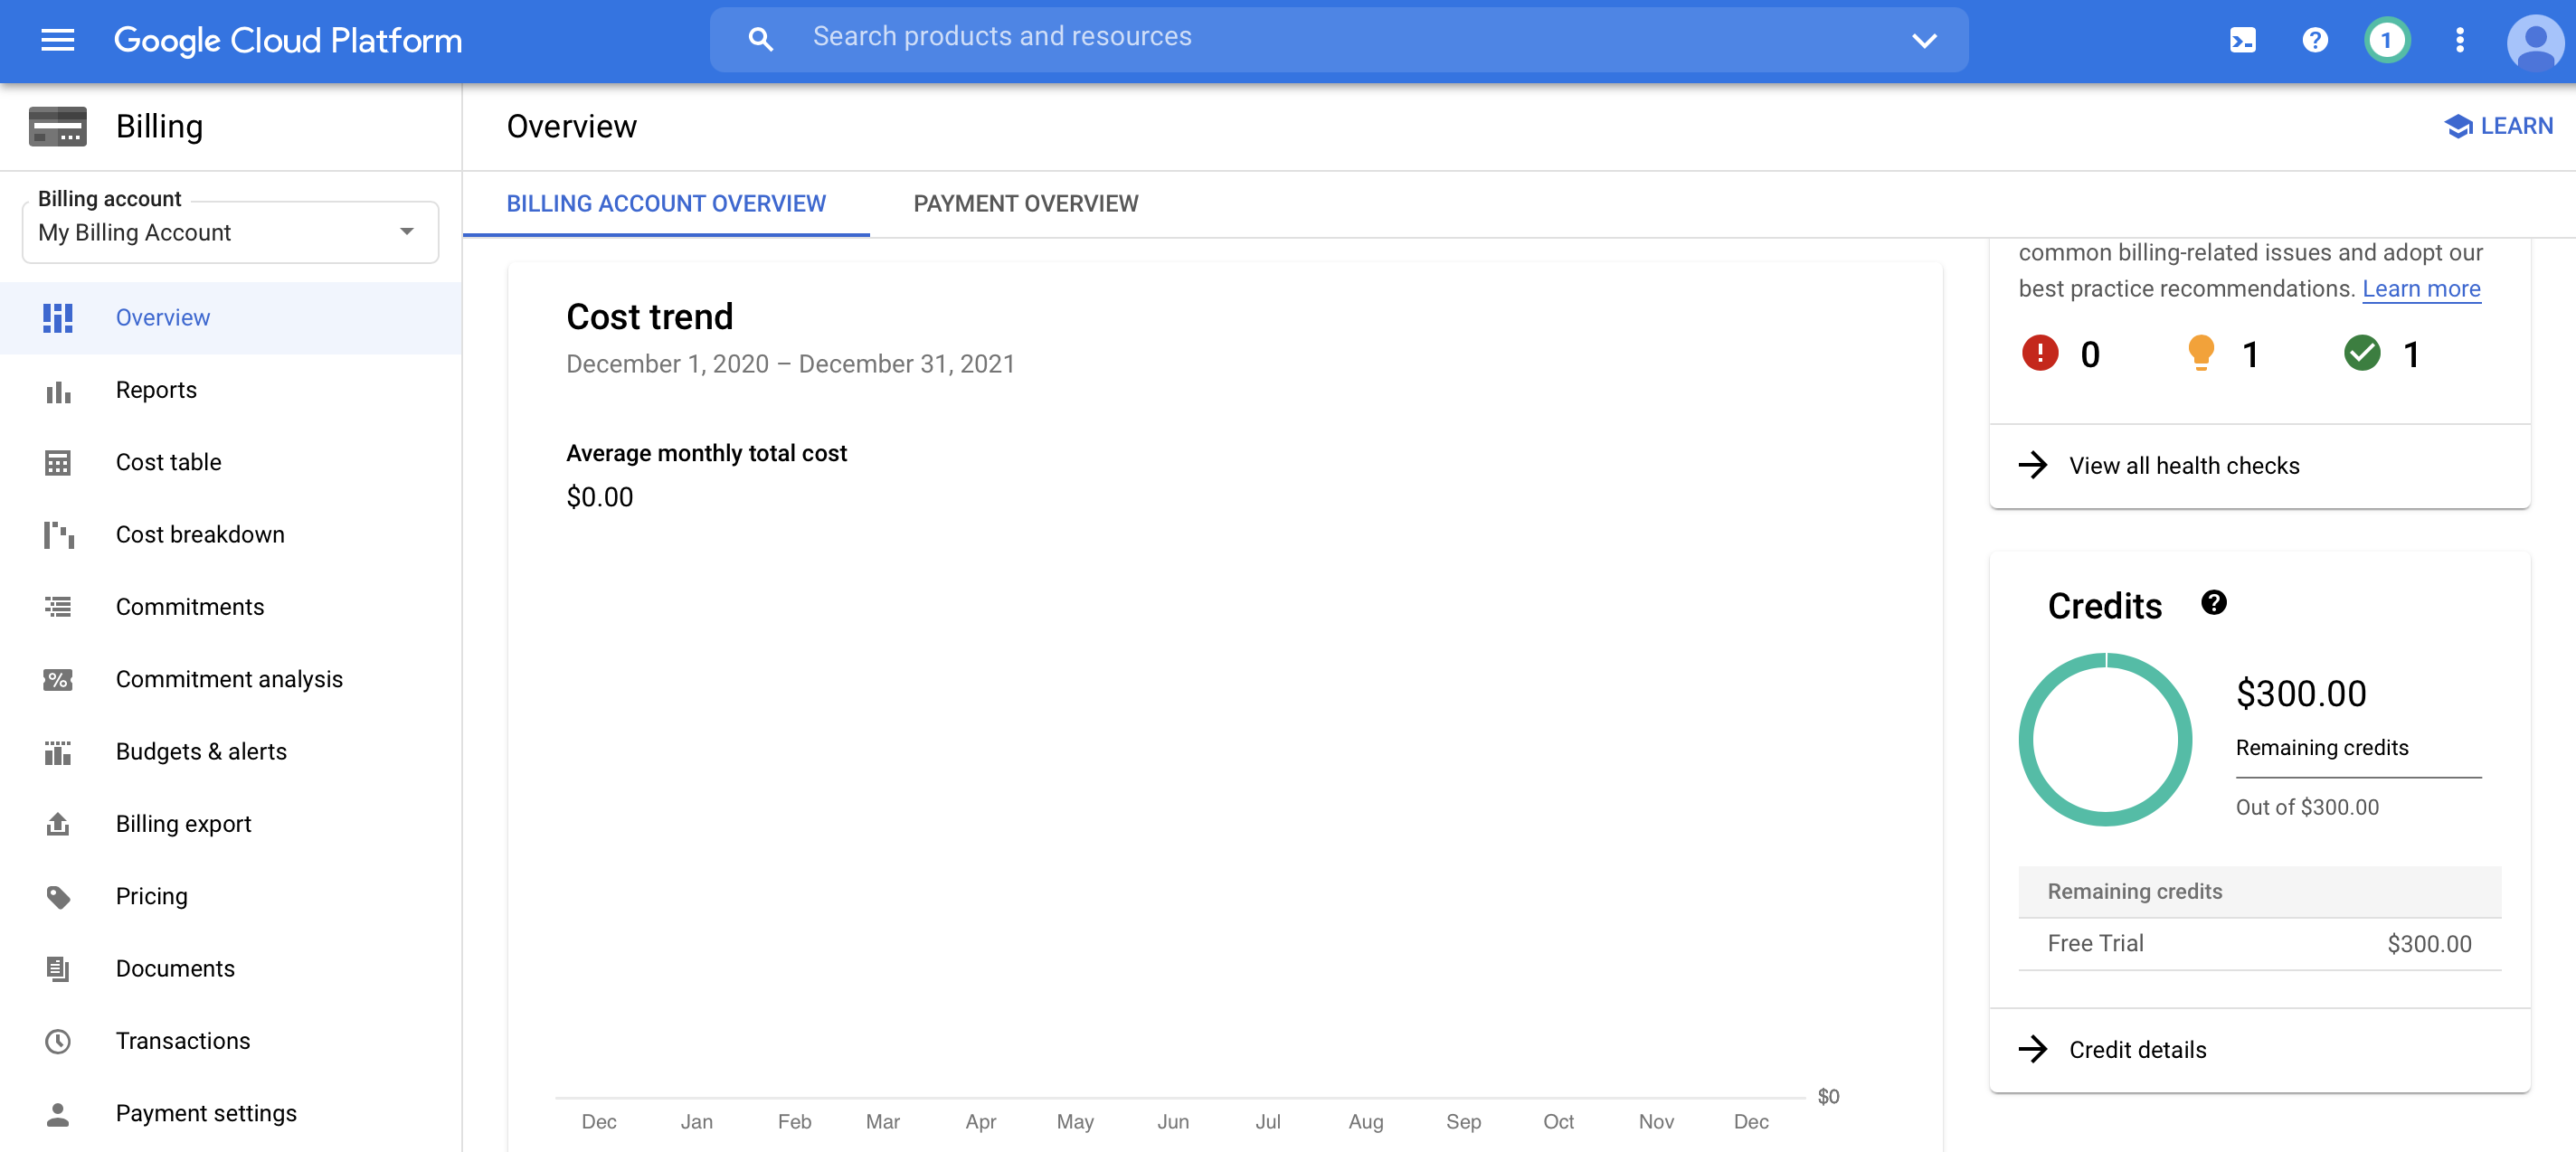 Google Cloud Platform
Search products and resources
1
Billing
Overview
LEARN
Billing account
My Billing Account
BILLING ACCOUNT OVERVIEW
PAYMENT OVERVIEW
Overview
Reports
Cost table
Cost breakdown
Commitments
Commitment analysis
Budgets & alerts
Billing export
Pricing
Documents
Transactions
Payment settings
Cost trend
December 1, 2020 – December 31, 2021
Average monthly total cost
$0.00
$0
Dec Jan Feb Mar Apr May Jun Jul Aug Sep Oct Nov Dec
common billing-related issues and adopt our
best practice recommendations. Learn more
0 1 1
View all health checks
Credits
$300.00
Remaining credits
Out of $300.00
Remaining credits
Free Trial $300.00
Credit details